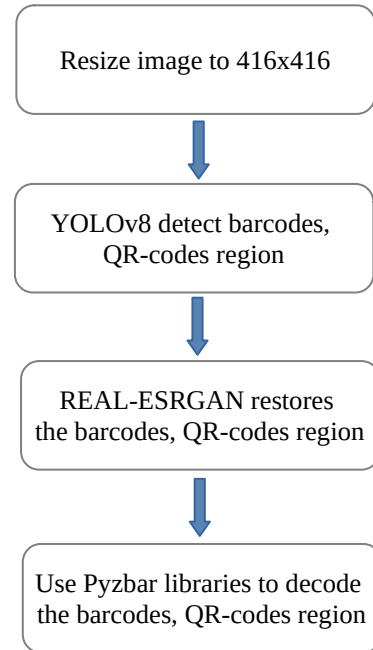 Resize image to 416x416
YOLOv8 detect barcodes,
QR-codes region
REAL-ESRGAN restores
the barcodes, QR-codes region
Use Pyzbar libraries to decode
the barcodes, QR-codes region